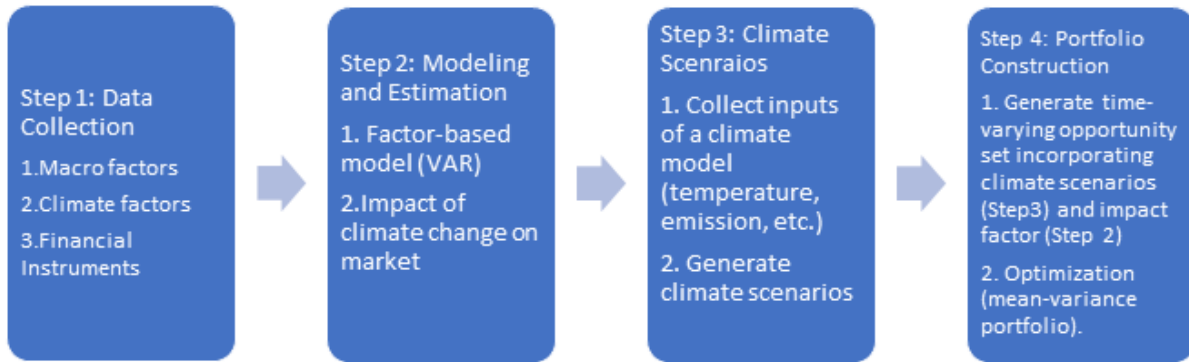 Step 1: Data
Collection
1.Macro factors
2.Climate factors
3.Financial
Instruments
Step 2: Modeling
and Estimation
1. Factor-based
model (VAR)
2.Impact of
climate change on
market
Step 3: Climate
Scenraios
1. Collect inputs
of a climate
model
(temperature,
emission, etc.)
2. Generate
climate scenarios
Step 4: Portfolio
Construction
1. Generate time-
varying opportunity
set incorporating
climate scenarios
(Step3) and impact
factor (Step 2)
2. Optimization
(mean-variance
portfolio).